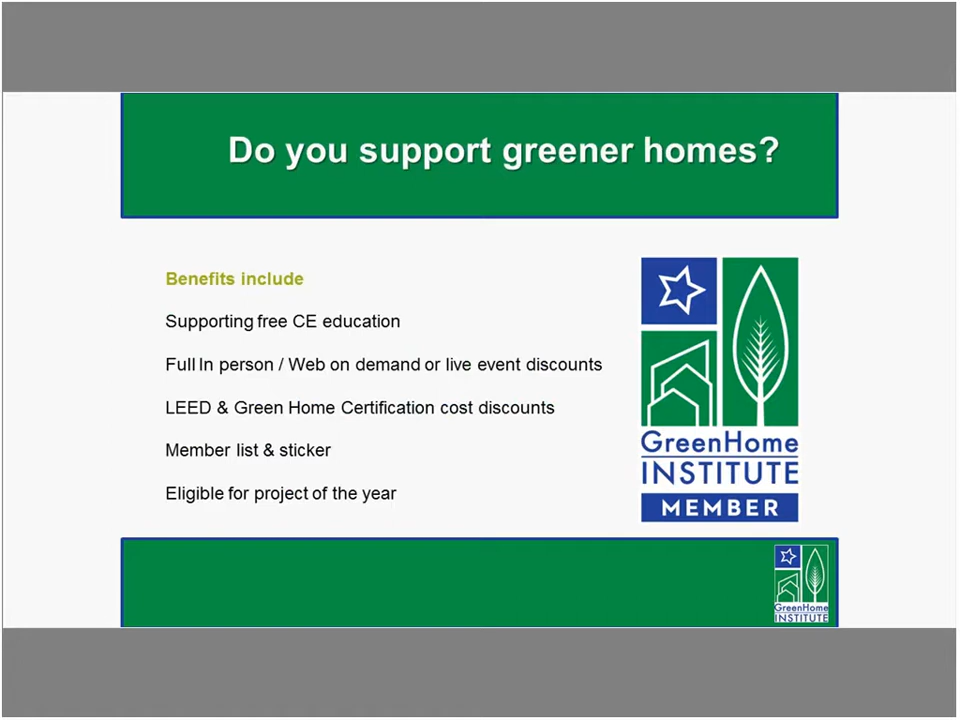 Do you support greener homes?
Benefits include
Supporting free CE education
Full In person / Web on demand or live event discounts
LEED & Green Home Certification cost discounts
Member list & sticker
Eligible for project of the year
GreenHome
INSTITUTE
MEMBER
GreenHome
INSTITUTE